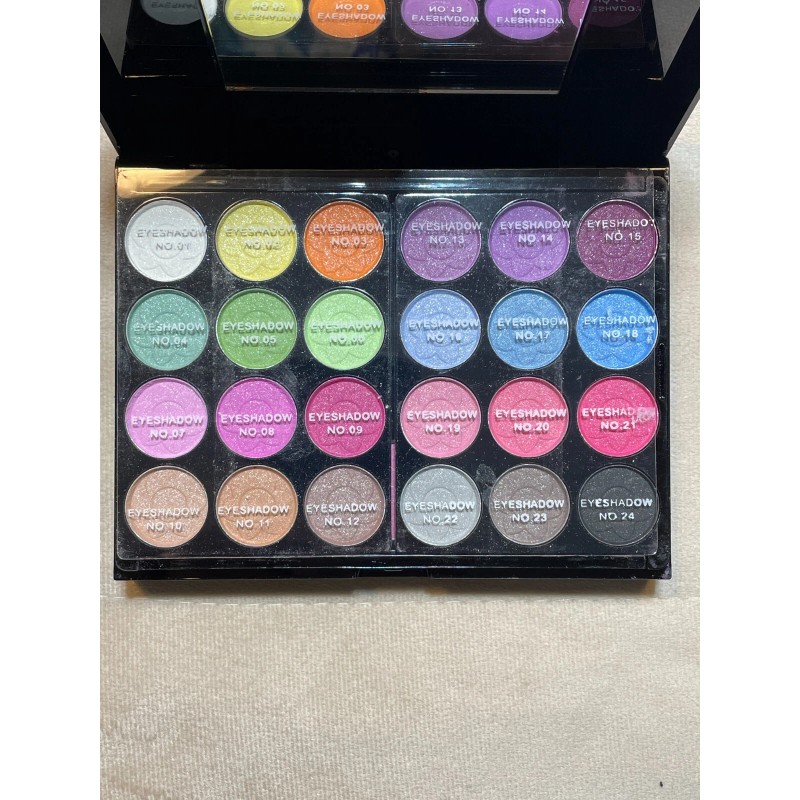 EYESHADOW
NO.01
EYESHADOW
NO.02
EYESHADOW
NO.03
EYESHADOW
NO.13
EYESHADOW
NO.14
EYESHADOW
NO.15
EYESHADOW
NO.04
EYESHADOW
NO.05
EYESHADOW
NO.06
EYESHADOW
NO.16
EYESHADOW
NO.17
EYESHADOW
NO.18
EYESHADOW
NO.07
EYESHADOW
NO.08
EYESHADOW
NO.09
EYESHADOW
NO.19
EYESHADOW
NO.20
EYESHADOW
NO.21
EYESHADOW
NO.10
EYESHADOW
NO.11
EYESHADOW
NO.12
EYESHADOW
NO.22
EYESHADOW
NO.23
EYESHADOW
NO.24